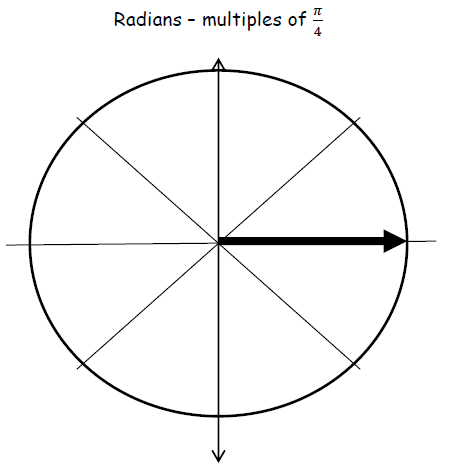 Radians – multiples of π/4